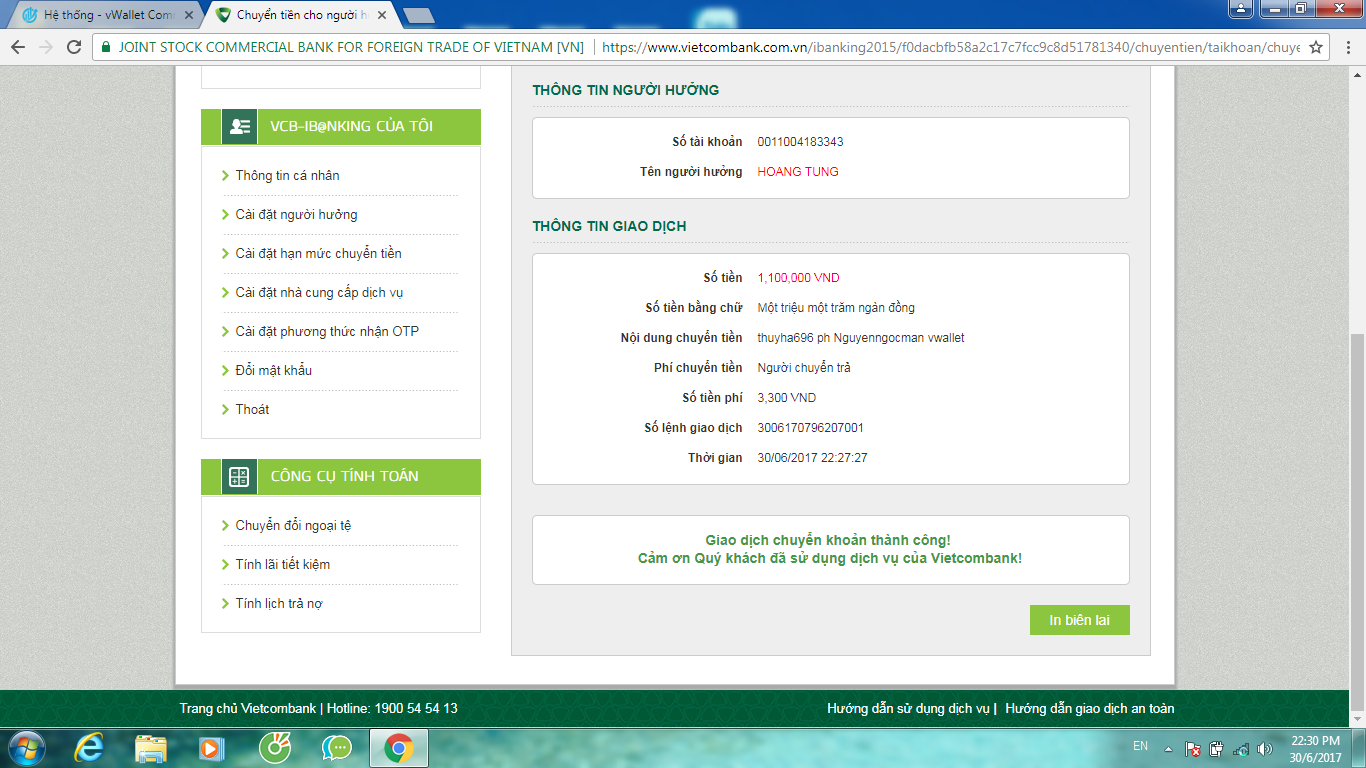 Hệ thống - vWallet Com
Chuyển tiền cho người h
JOINT STOCK COMMERCIAL BANK FOR FOREIGN TRADE OF VIETNAM [VN]
https://www.vietcombank.com.vn/ibanking2015/f0dacbfb58a2c17c7fcc9c8d51781340/chuyentien/taikhoan/chuye
VCB-IB@NKING CỦA TÔI
Thông tin cá nhân
Cài đặt người hưởng
Cài đặt hạn mức chuyển tiền
Cài đặt nhà cung cấp dịch vụ
Cài đặt phương thức nhận OTP
Đổi mật khẩu
Thoát
CÔNG CỤ TÍNH TOÁN
Chuyển đổi ngoại tệ
Tính lãi tiết kiệm
Tính lịch trả nợ
THÔNG TIN NGƯỜI HƯỞNG
Số tài khoản 0011004183343
Tên người hưởng HOANG TUNG
THÔNG TIN GIAO DỊCH
Số tiền 1,100,000 VND
Số tiền bằng chữ Một triệu một trăm ngàn đồng
Nội dung chuyển tiền thuyha696 ph Nguyenngocman vwallet
Phí chuyển tiền Người chuyển trả
Số tiền phí 3,300 VND
Số lệnh giao dịch 3006170796207001
Thời gian 30/06/2017 22:27:27
Giao dịch chuyển khoản thành công!
Cảm ơn Quý khách đã sử dụng dịch vụ của Vietcombank!
In biên lai
Trang chủ Vietcombank | Hotline: 1900 54 54 13
Hướng dẫn sử dụng dịch vụ | Hướng dẫn giao dịch an toàn
EN
22:30 PM
30/6/2017